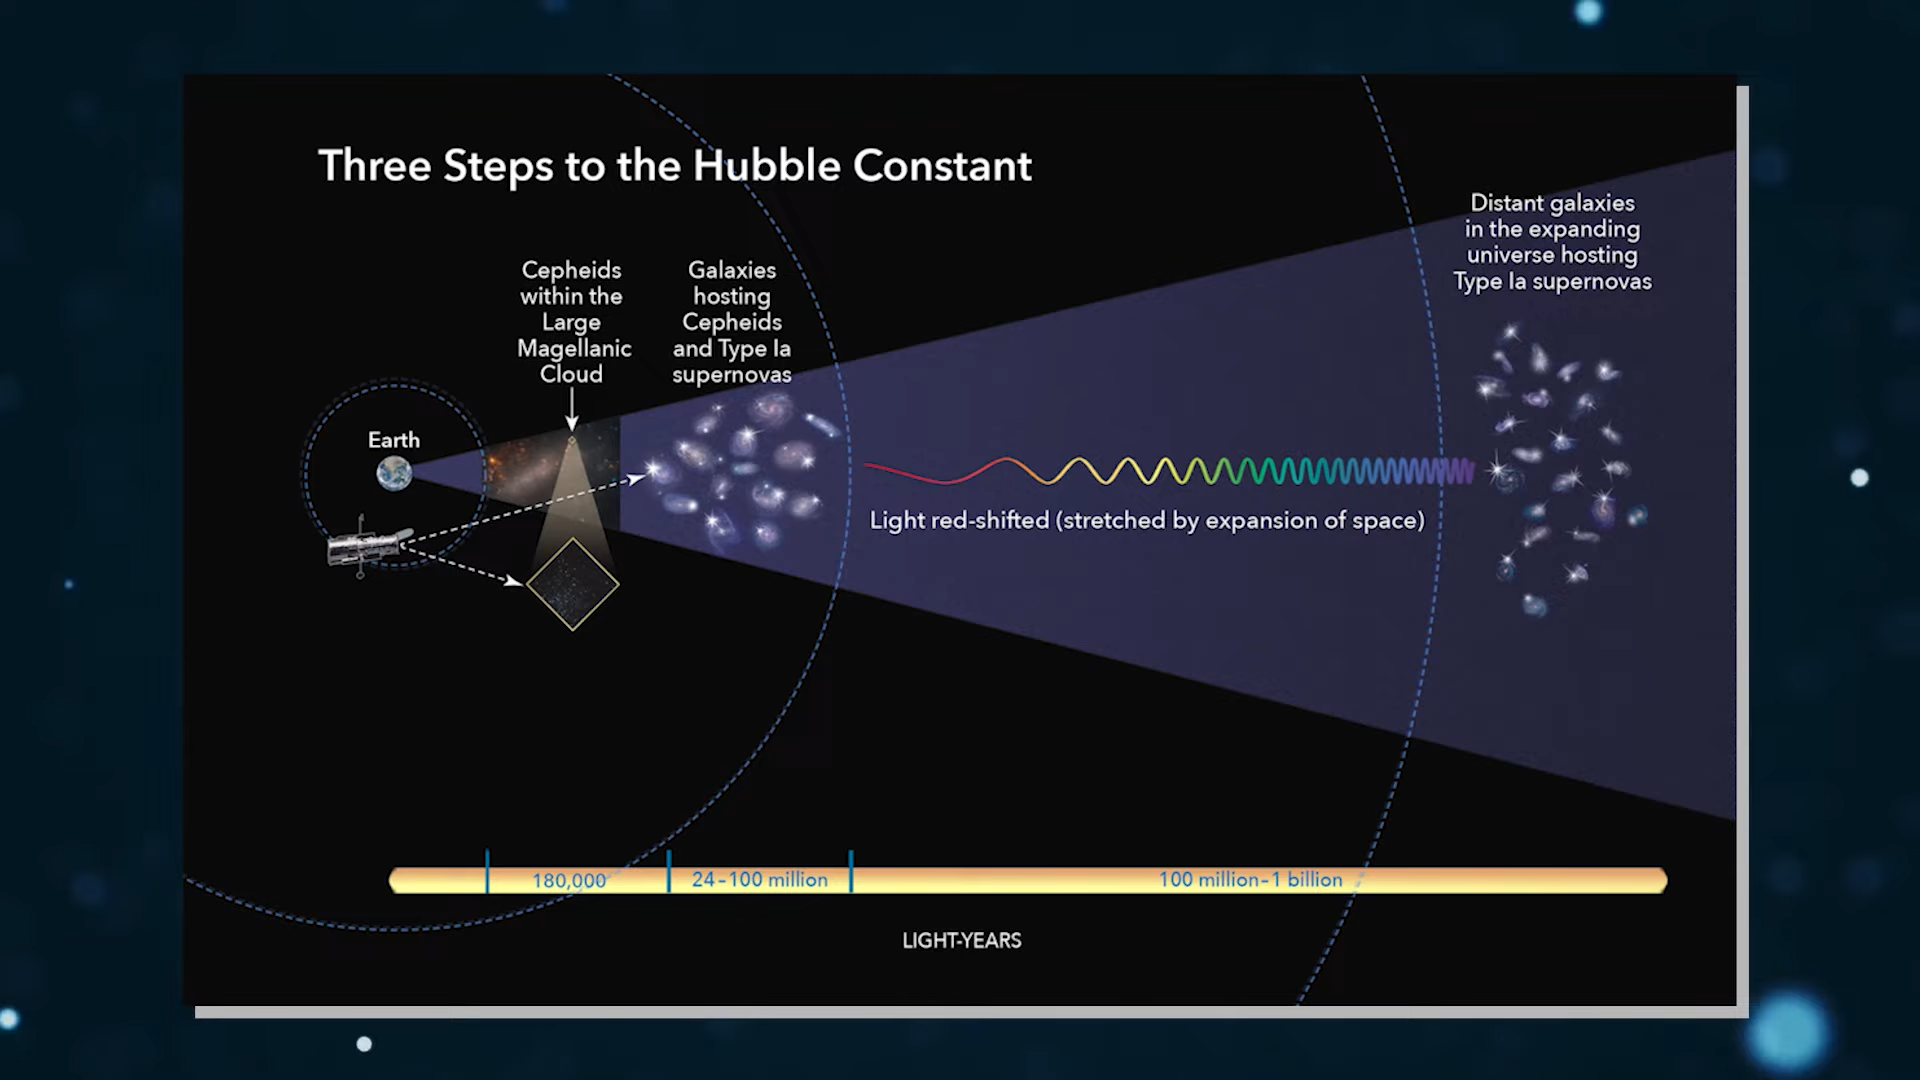 Three Steps to the Hubble Constant
Distant galaxies
in the expanding
universe hosting
Type Ia supernovas
Cepheids
within the
Large
Magellanic
Cloud
Galaxies
hosting
Cepheids
and Type Ia
supernovas
Earth
Light red-shifted (stretched by expansion of space)
180,000
24–100 million
100 million–1 billion
LIGHT-YEARS